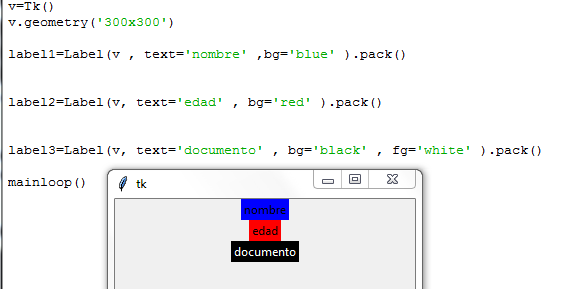 v=Tk()
v.geometry('300x300')
label1=Label(v , text='nombre' ,bg='blue' ).pack()
label2=Label(v, text='edad' , bg='red' ).pack()
label3=Label(v, text='documento' , bg='black' , fg='white' ).pack()
mainloop()
tk
nombre
edad
documento